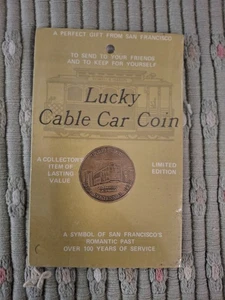 A PERFECT GIFT FROM SAN FRANCISCO
TO SEND TO YOUR FRIENDS
AND TO KEEP FOR YOURSELF
Lucky
Cable Car Coin
A COLLECTOR'S
ITEM OF
LASTING
VALUE
LIMITED
EDITION
A SYMBOL OF SAN FRANCISCO'S
ROMANTIC PAST
OVER 100 YEARS OF SERVICE